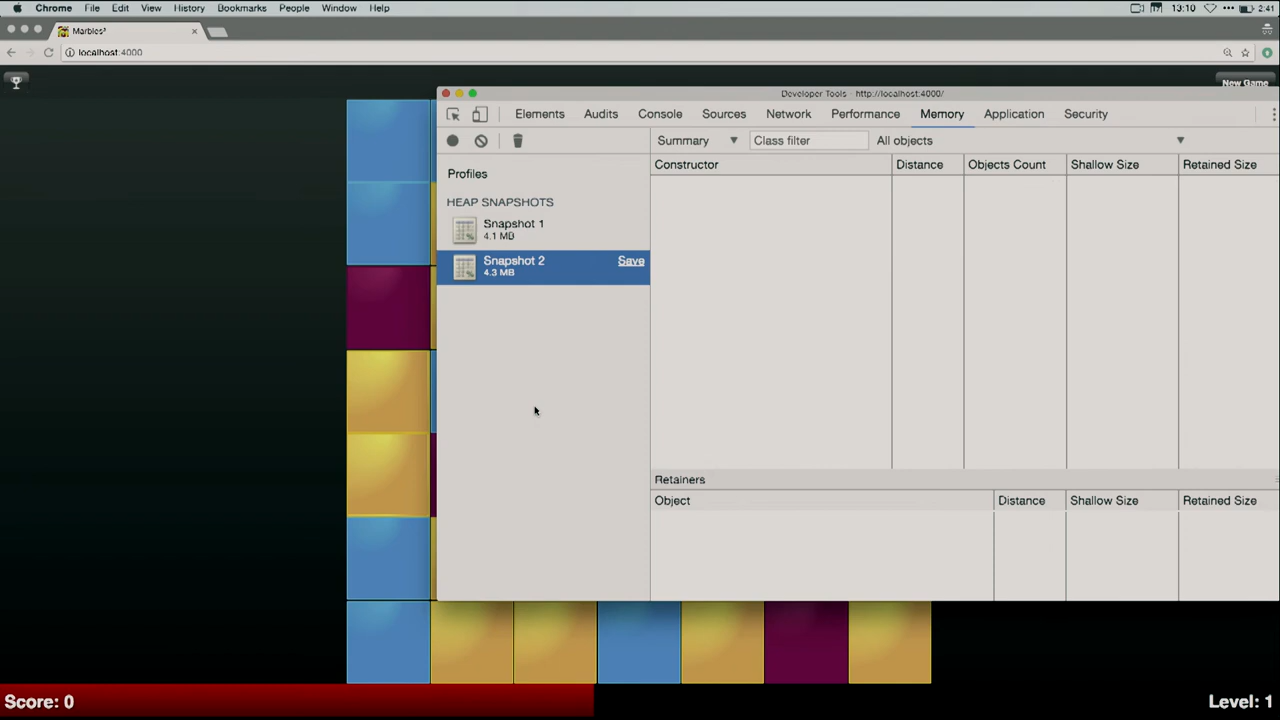 Chrome File Edit View History Bookmarks People Window Help 13:10 2:41
Marbles²
localhost:4000
New Game
Developer Tools - http://localhost:4000/
Elements Audits Console Sources Network Performance Memory Application Security
Summary Class filter All objects
Profiles
Constructor Distance Objects Count Shallow Size Retained Size
HEAP SNAPSHOTS
Snapshot 1
4.1 MB
Snapshot 2 Save
4.3 MB
Retainers
Object Distance Shallow Size Retained Size
Score: 0 Level: 1